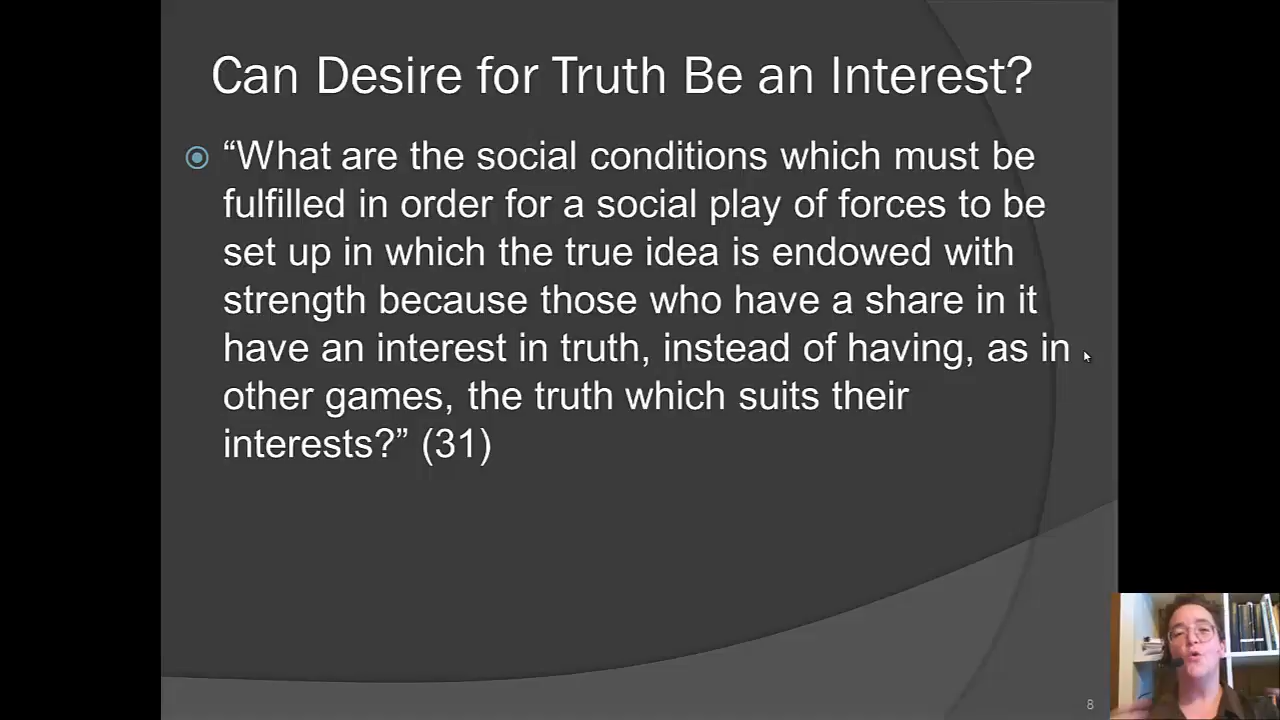 Can Desire for Truth Be an Interest?
“What are the social conditions which must be
fulfilled in order for a social play of forces to be
set up in which the true idea is endowed with
strength because those who have a share in it
have an interest in truth, instead of having, as in
other games, the truth which suits their
interests?” (31)
8